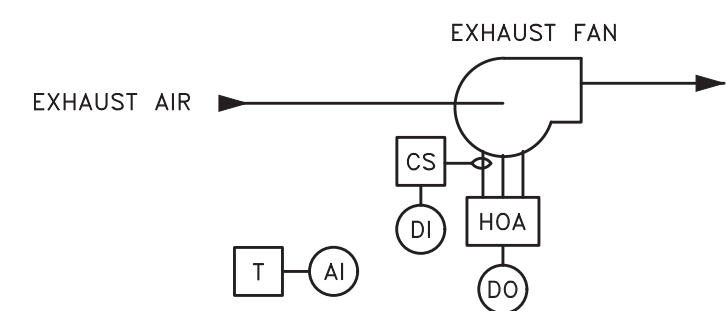 EXHAUST FAN
EXHAUST AIR
CS
DI
HOA
T
AI
DO